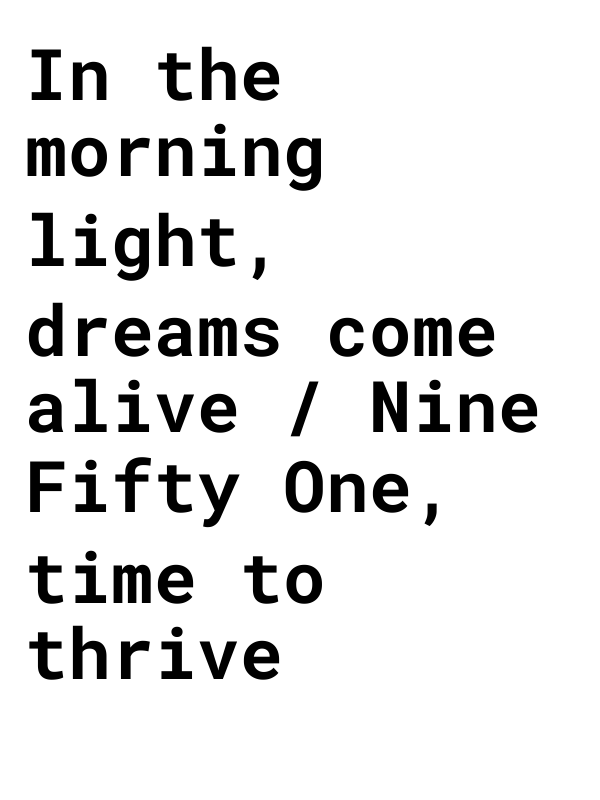 In the
morning
light,
dreams come
alive / Nine
Fifty One,
time to
thrive